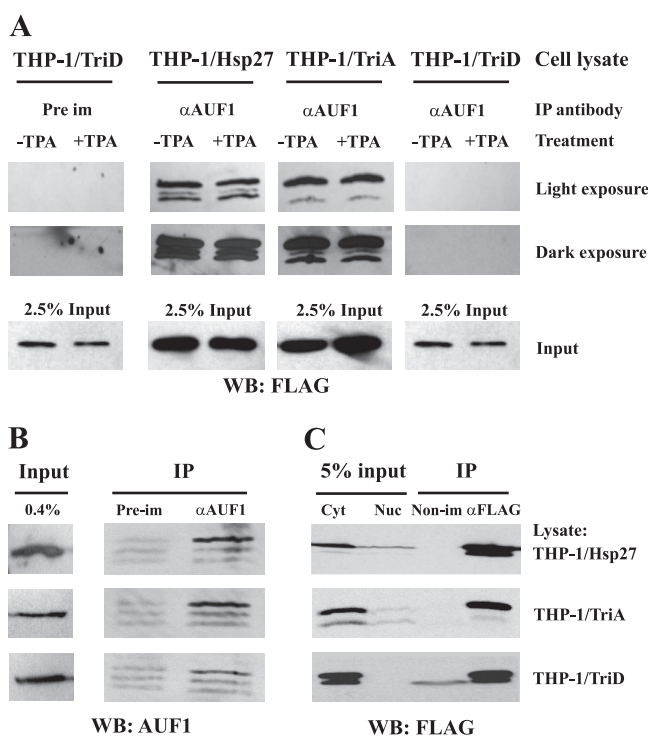 A
THP-1/TriD THP-1/Hsp27 THP-1/TriA THP-1/TriD Cell lysate
Pre im αAUF1 αAUF1 αAUF1 IP antibody
-TPA +TPA -TPA +TPA -TPA +TPA -TPA +TPA Treatment
Light exposure
Dark exposure
2.5% Input 2.5% Input 2.5% Input 2.5% Input
Input
WB: FLAG
B
Input IP
0.4% Pre-im αAUF1
WB: AUF1
C
5% input IP
Cyt Nuc Non-im αFLAG
Lysate:
THP-1/Hsp27
THP-1/TriA
THP-1/TriD
WB: FLAG